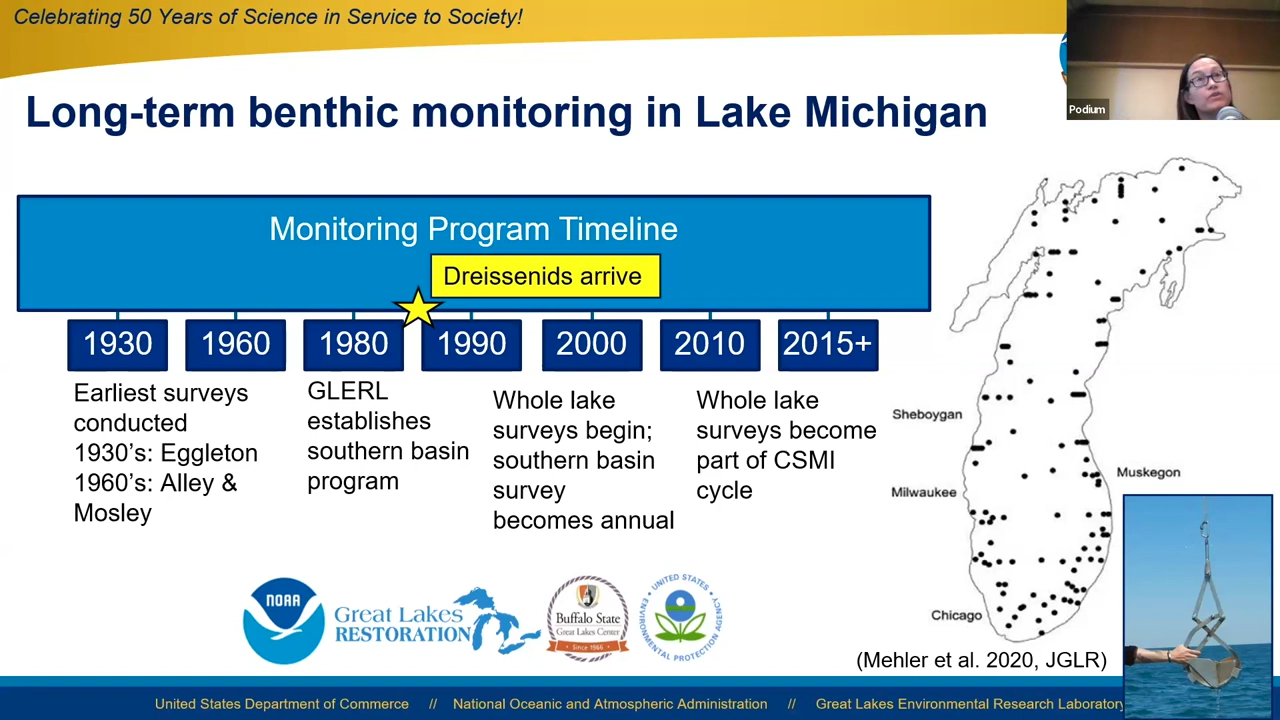 Celebrating 50 Years of Science in Service to Society!
Podium
Long-term benthic monitoring in Lake Michigan
Monitoring Program Timeline
Dreissenids arrive
1930
1960
1980
1990
2000
2010
2015+
Earliest surveys
conducted
1930's: Eggleton
1960's: Alley &
Mosley
GLERL
establishes
southern basin
program
Whole lake
surveys begin;
southern basin
survey
becomes annual
Whole lake
surveys become
part of CSMI
cycle
Sheboygan
Muskegon
Milwaukee
Chicago
NOAA
Great Lakes
RESTORATION
Buffalo State
Great Lakes Center
Since 1966
UNITED STATES
ENVIRONMENTAL PROTECTION AGENCY
(Mehler et al. 2020, JGLR)
United States Department of Commerce // National Oceanic and Atmospheric Administration // Great Lakes Environmental Research Laboratory